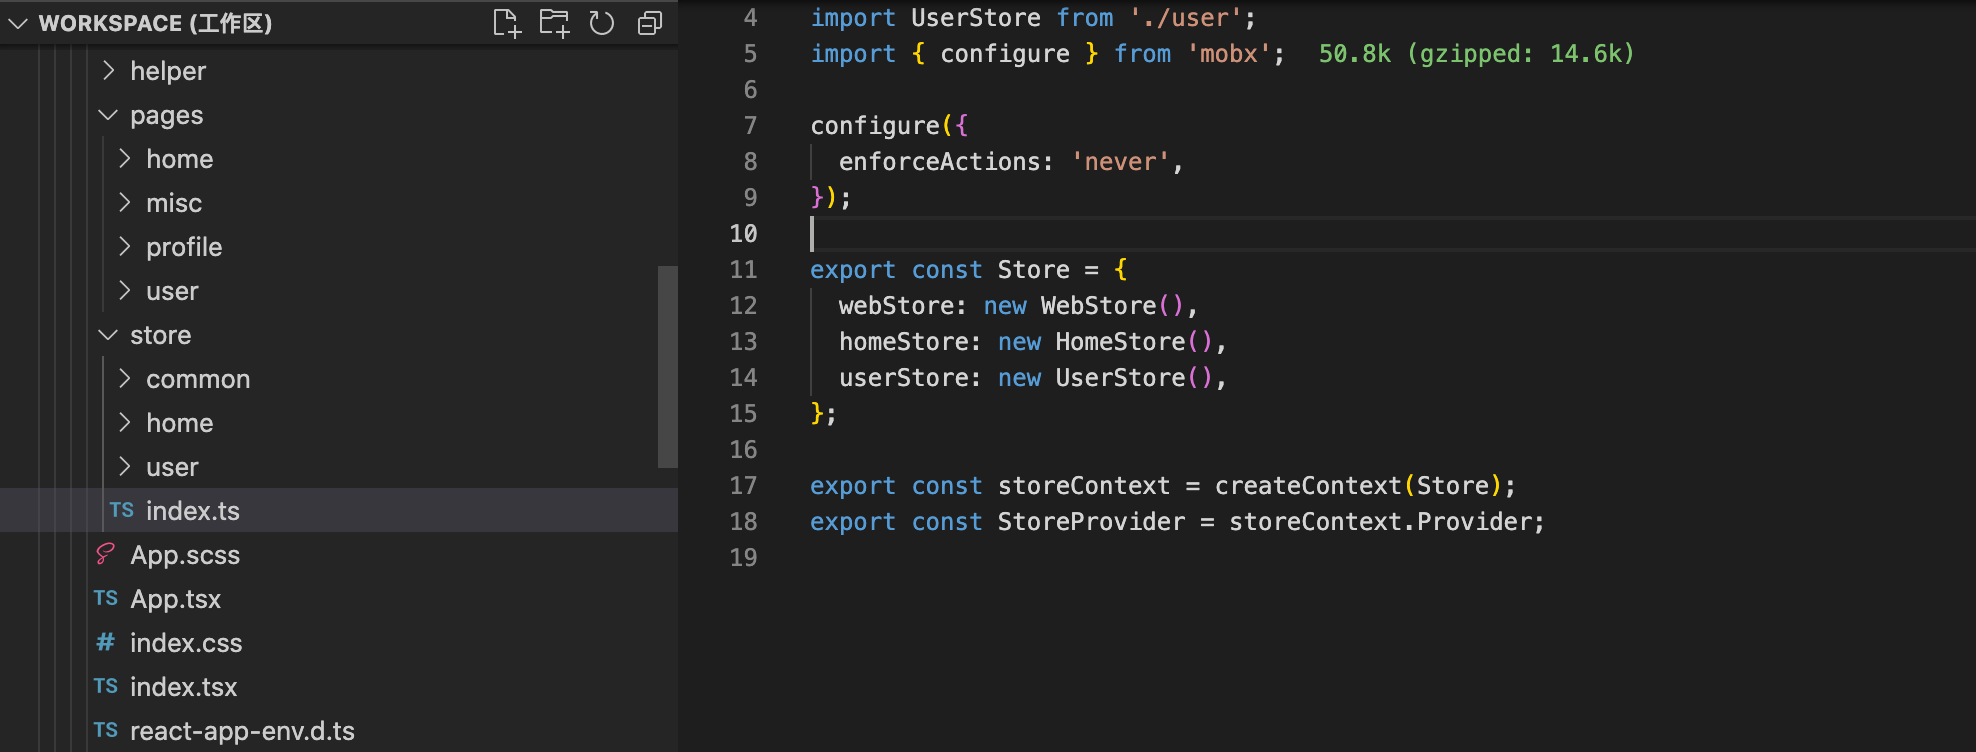 WORKSPACE (工作区)
helper
pages
home
misc
profile
user
store
common
home
user
TS index.ts
App.scss
TS App.tsx
# index.css
TS index.tsx
TS react-app-env.d.ts
4 import UserStore from './user';
5 import { configure } from 'mobx'; 50.8k (gzipped: 14.6k)
6
7 configure({
8 enforceActions: 'never',
9 });
10
11 export const Store = {
12 webStore: new WebStore(),
13 homeStore: new HomeStore(),
14 userStore: new UserStore(),
15 };
16
17 export const storeContext = createContext(Store);
18 export const StoreProvider = storeContext.Provider;
19